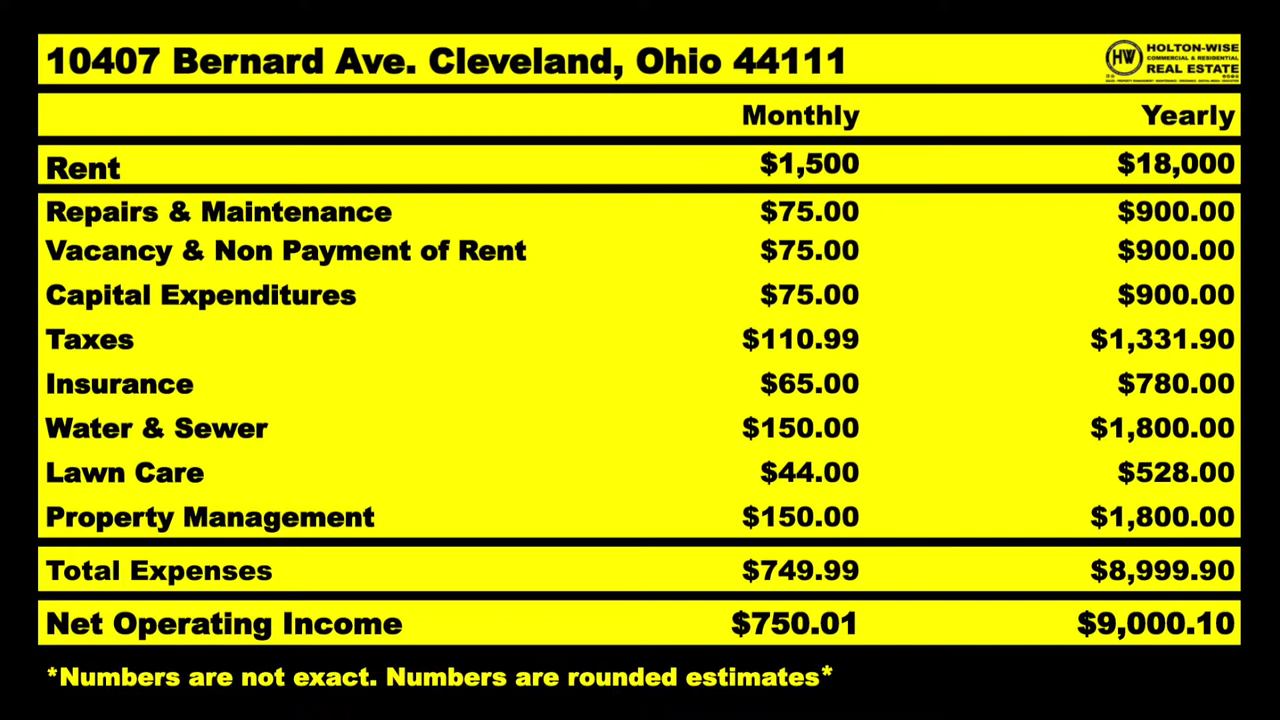 10407 Bernard Ave. Cleveland, Ohio 44111
HW
HOLTON-WISE
COMMERCIAL & RESIDENTIAL
REAL ESTATE
Monthly Yearly
Rent $1,500 $18,000
Repairs & Maintenance $75.00 $900.00
Vacancy & Non Payment of Rent $75.00 $900.00
Capital Expenditures $75.00 $900.00
Taxes $110.99 $1,331.90
Insurance $65.00 $780.00
Water & Sewer $150.00 $1,800.00
Lawn Care $44.00 $528.00
Property Management $150.00 $1,800.00
Total Expenses $749.99 $8,999.90
Net Operating Income $750.01 $9,000.10
*Numbers are not exact. Numbers are rounded estimates*